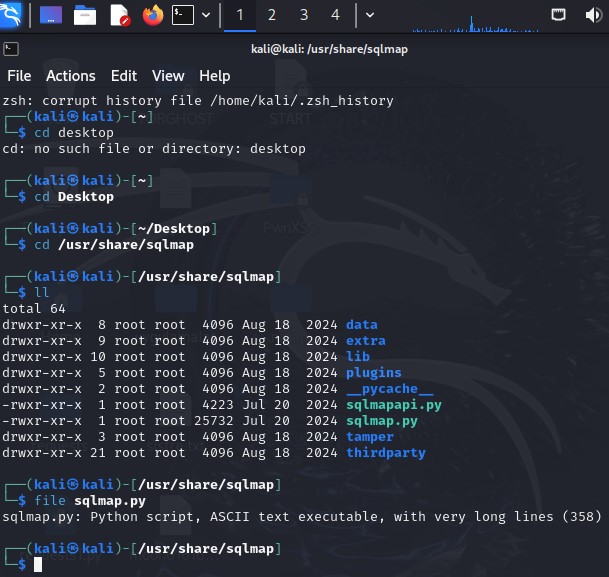 1 2 3 4
kali@kali: /usr/share/sqlmap
File Actions Edit View Help
zsh: corrupt history file /home/kali/.zsh_history
┌──(kali㉿kali)-[~]
└─$ cd desktop
cd: no such file or directory: desktop
┌──(kali㉿kali)-[~]
└─$ cd Desktop
┌──(kali㉿kali)-[~/Desktop]
└─$ cd /usr/share/sqlmap
┌──(kali㉿kali)-[/usr/share/sqlmap]
└─$ ll
total 64
drwxr-xr-x  8 root root  4096 Aug 18  2024 data
drwxr-xr-x  9 root root  4096 Aug 18  2024 extra
drwxr-xr-x 10 root root  4096 Aug 18  2024 lib
drwxr-xr-x  5 root root  4096 Aug 18  2024 plugins
drwxr-xr-x  2 root root  4096 Aug 18  2024 __pycache__
-rwxr-xr-x  1 root root  4223 Jul 20  2024 sqlmapapi.py
-rwxr-xr-x  1 root root 25732 Jul 20  2024 sqlmap.py
drwxr-xr-x  3 root root  4096 Aug 18  2024 tamper
drwxr-xr-x 21 root root  4096 Aug 18  2024 thirdparty
┌──(kali㉿kali)-[/usr/share/sqlmap]
└─$ file sqlmap.py
sqlmap.py: Python script, ASCII text executable, with very long lines (358)
┌──(kali㉿kali)-[/usr/share/sqlmap]
└─$